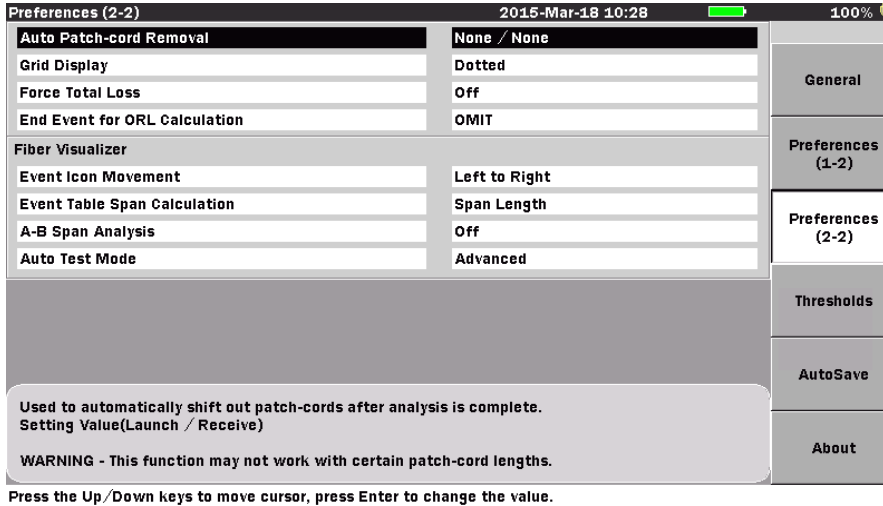 Preferences (2-2) 2015-Mar-18 10:28 100%
Auto Patch-cord Removal None / None
Grid Display Dotted
Force Total Loss Off
End Event for ORL Calculation OMIT
Fiber Visualizer
Event Icon Movement Left to Right
Event Table Span Calculation Span Length
A-B Span Analysis Off
Auto Test Mode Advanced
General
Preferences
(1-2)
Preferences
(2-2)
Thresholds
AutoSave
About
Used to automatically shift out patch-cords after analysis is complete.
Setting Value(Launch / Receive)
WARNING - This function may not work with certain patch-cord lengths.
Press the Up/Down keys to move cursor, press Enter to change the value.